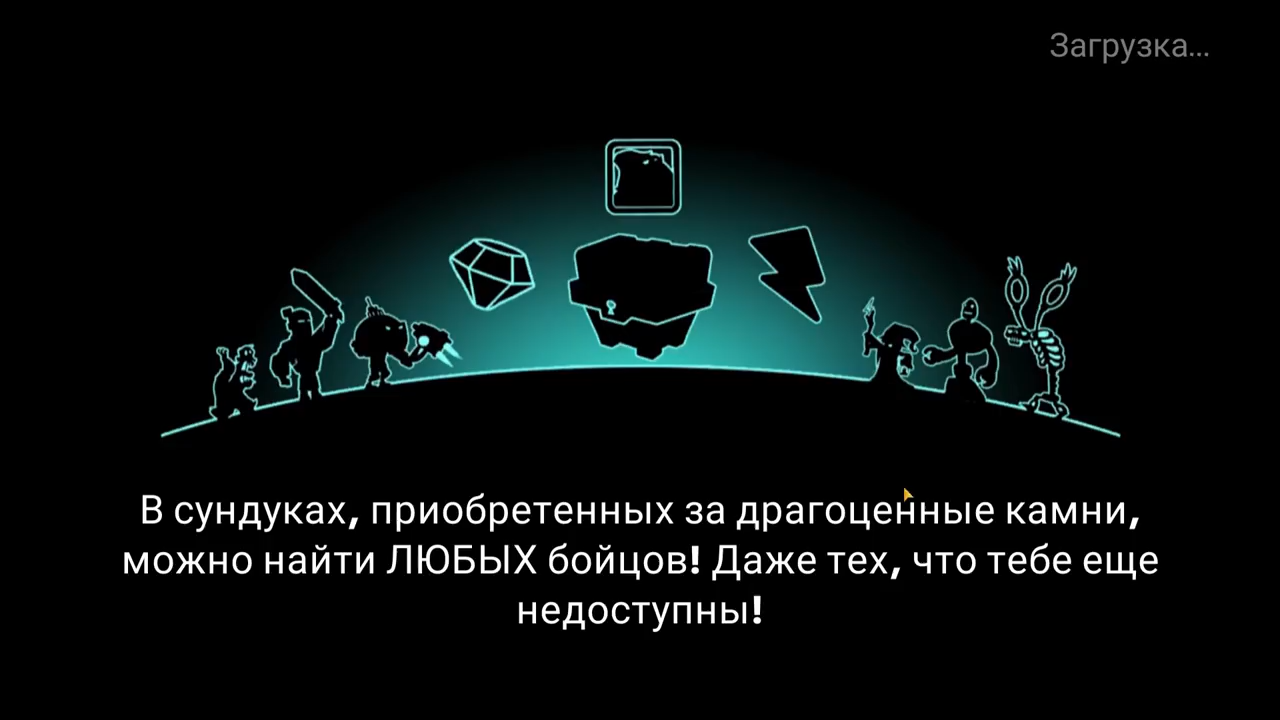 Загрузка...
В сундуках, приобретенных за драгоценные камни,
можно найти ЛЮБЫХ бойцов! Даже тех, что тебе еще
недоступны!